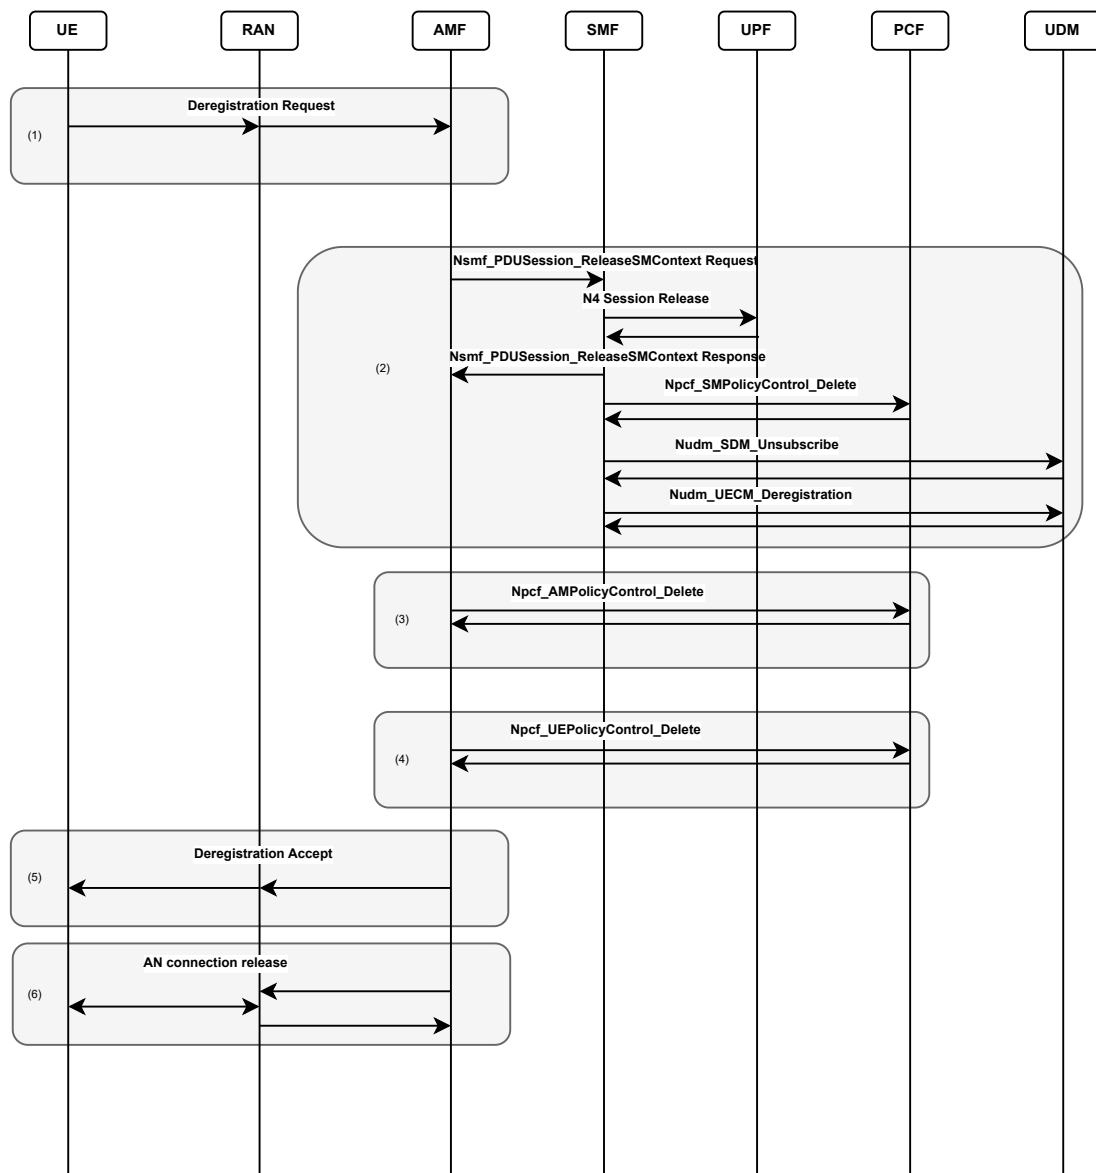 UE
RAN
AMF
SMF
UPF
PCF
UDM
Deregistration Request
(1)
Nsmf_PDUSession_ReleaseSMContext Request
N4 Session Release
Nsmf_PDUSession_ReleaseSMContext Response
(2)
Npcf_SMPolicyControl_Delete
Nudm_SDM_Unsubscribe
Nudm_UECM_Deregistration
Npcf_AMPolicyControl_Delete
(3)
Npcf_UEPolicyControl_Delete
(4)
Deregistration Accept
(5)
AN connection release
(6)